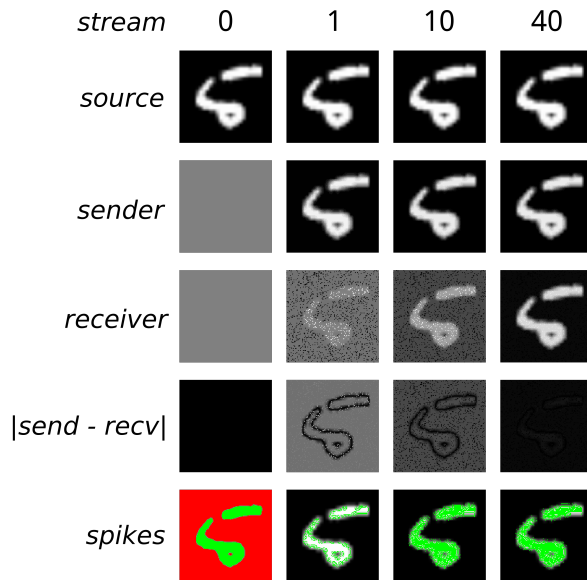 stream 0 1 10 40
source
sender
receiver
|send - recv|
spikes